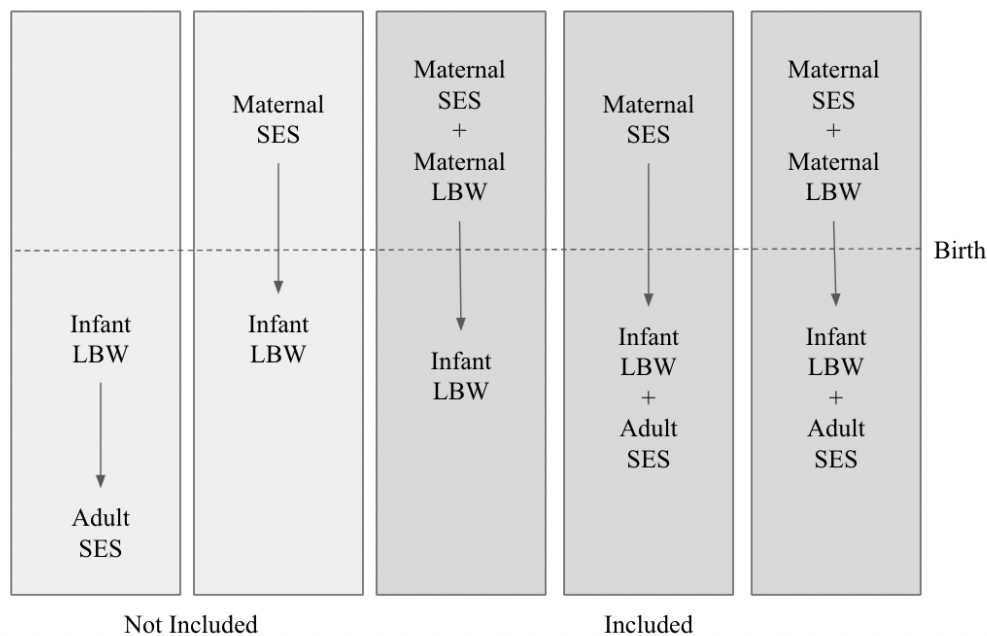 Infant
LBW
Adult
SES
Maternal
SES
Infant
LBW
Maternal
SES
+
Maternal
LBW
Infant
LBW
Maternal
SES
Infant
LBW
+
Adult
SES
Maternal
SES
+
Maternal
LBW
Infant
LBW
+
Adult
SES
Birth
Not Included
Included